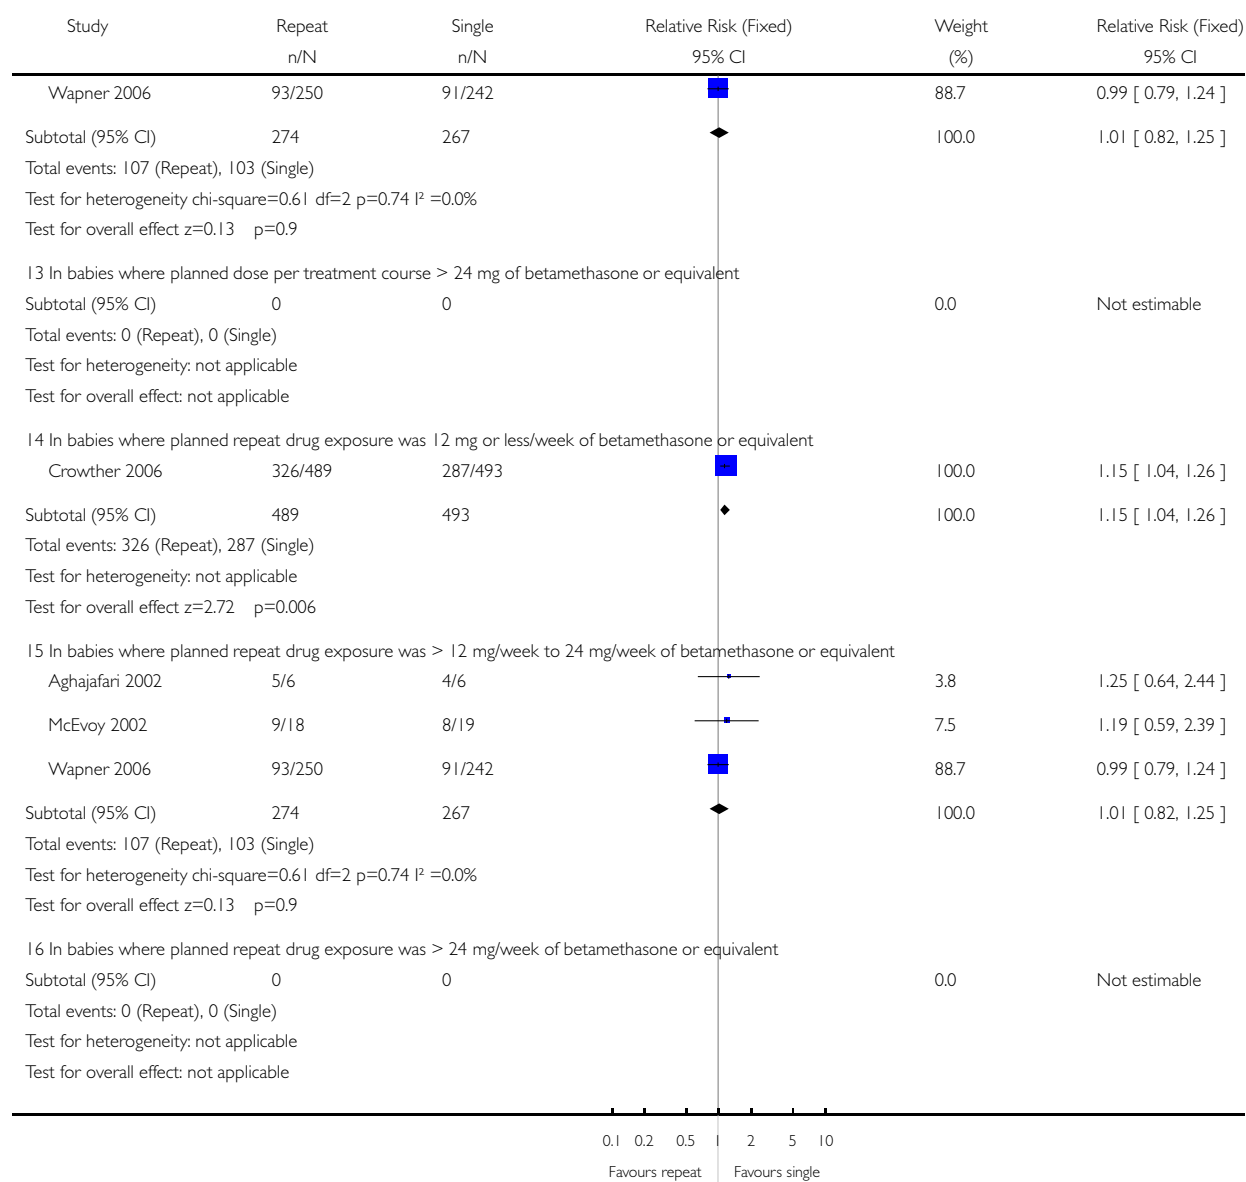 Study Repeat Single Relative Risk (Fixed) Weight Relative Risk (Fixed)
n/N n/N 95% CI (%) 95% CI
Wapner 2006 93/250 91/242 88.7 0.99 [ 0.79, 1.24 ]
Subtotal (95% CI) 274 267 100.0 1.01 [ 0.82, 1.25 ]
Total events: 107 (Repeat), 103 (Single)
Test for heterogeneity chi-square=0.61 df=2 p=0.74 I² =0.0%
Test for overall effect z=0.13 p=0.9
13 In babies where planned dose per treatment course > 24 mg of betamethasone or equivalent
Subtotal (95% CI) 0 0 0.0 Not estimable
Total events: 0 (Repeat), 0 (Single)
Test for heterogeneity: not applicable
Test for overall effect: not applicable
14 In babies where planned repeat drug exposure was 12 mg or less/week of betamethasone or equivalent
Crowther 2006 326/489 287/493 100.0 1.15 [ 1.04, 1.26 ]
Subtotal (95% CI) 489 493 100.0 1.15 [ 1.04, 1.26 ]
Total events: 326 (Repeat), 287 (Single)
Test for heterogeneity: not applicable
Test for overall effect z=2.72 p=0.006
15 In babies where planned repeat drug exposure was > 12 mg/week to 24 mg/week of betamethasone or equivalent
Aghajafari 2002 5/6 4/6 3.8 1.25 [ 0.64, 2.44 ]
McEvoy 2002 9/18 8/19 7.5 1.19 [ 0.59, 2.39 ]
Wapner 2006 93/250 91/242 88.7 0.99 [ 0.79, 1.24 ]
Subtotal (95% CI) 274 267 100.0 1.01 [ 0.82, 1.25 ]
Total events: 107 (Repeat), 103 (Single)
Test for heterogeneity chi-square=0.61 df=2 p=0.74 I² =0.0%
Test for overall effect z=0.13 p=0.9
16 In babies where planned repeat drug exposure was > 24 mg/week of betamethasone or equivalent
Subtotal (95% CI) 0 0 0.0 Not estimable
Total events: 0 (Repeat), 0 (Single)
Test for heterogeneity: not applicable
Test for overall effect: not applicable
0.1 0.2 0.5 1 2 5 10
Favours repeat Favours single